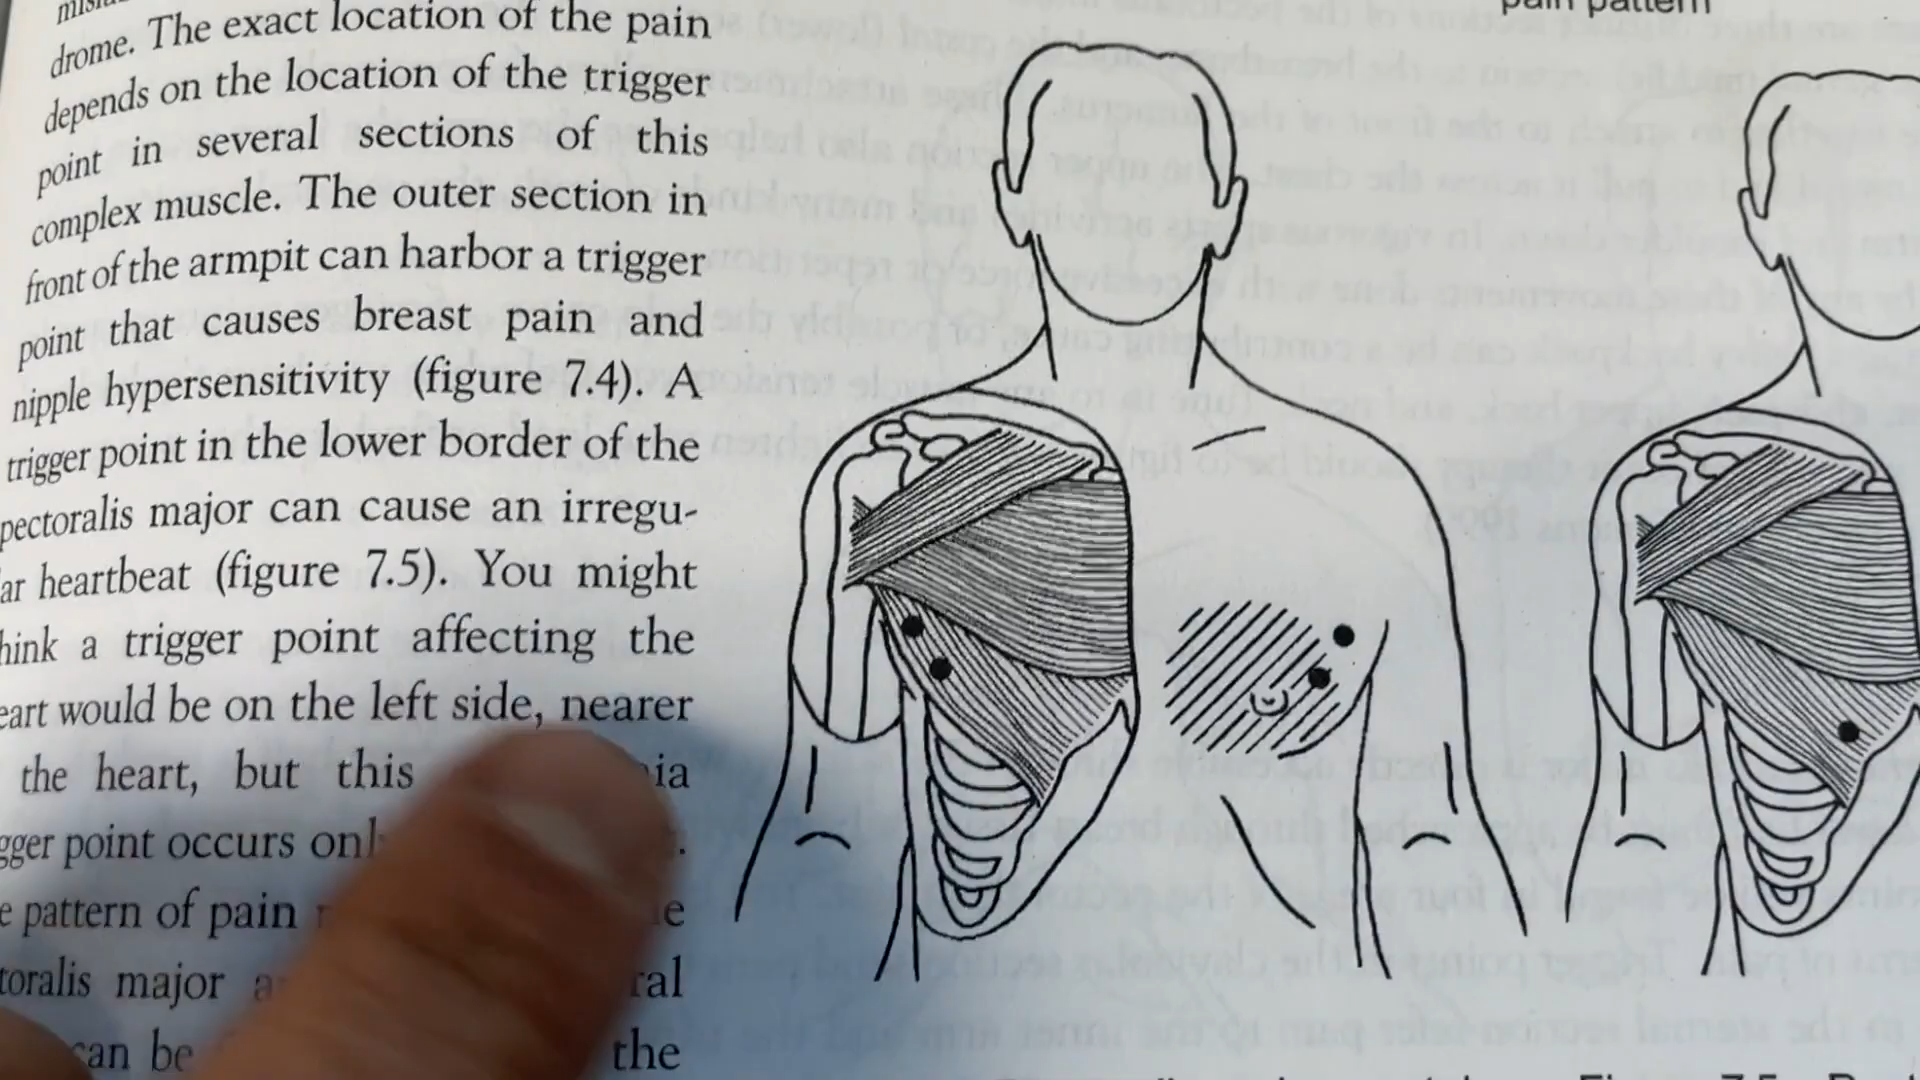 drome. The exact location of the pain
depends on the location of the trigger
point in several sections of this
complex muscle. The outer section in
front of the armpit can harbor a trigger
point that causes breast pain and
nipple hypersensitivity (figure 7.4). A
trigger point in the lower border of the
pectoralis major can cause an irregu-
ar heartbeat (figure 7.5). You might
hink a trigger point affecting the
eart would be on the left side, nearer
the heart, but this
gger point occurs
e pattern of pain
toralis major
ral
can be the
pain pattern